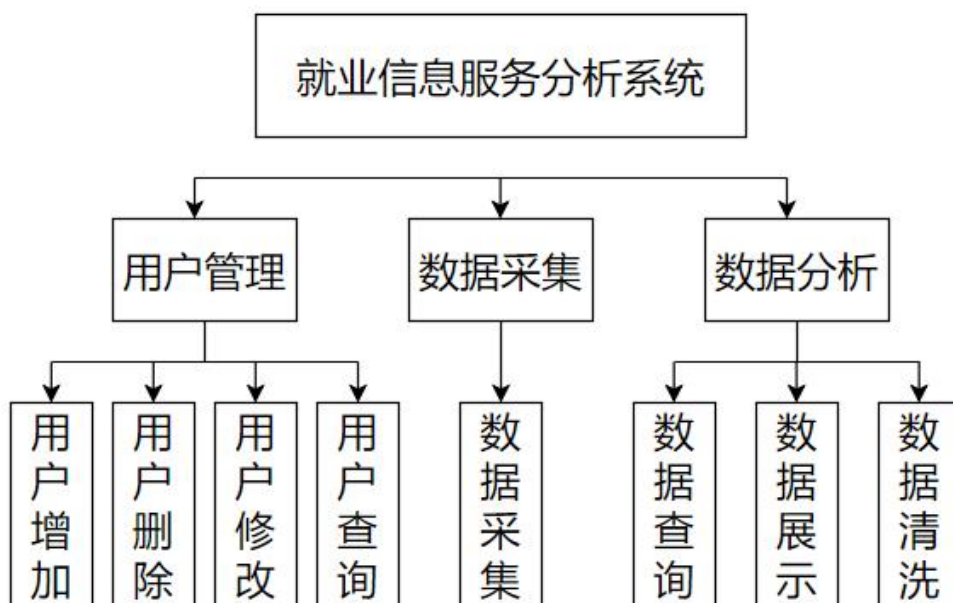 就业信息服务分析系统
用户管理
数据采集
数据分析
用户增加
用户删除
用户修改
用户查询
数据采集
数据查询
数据展示
数据清洗